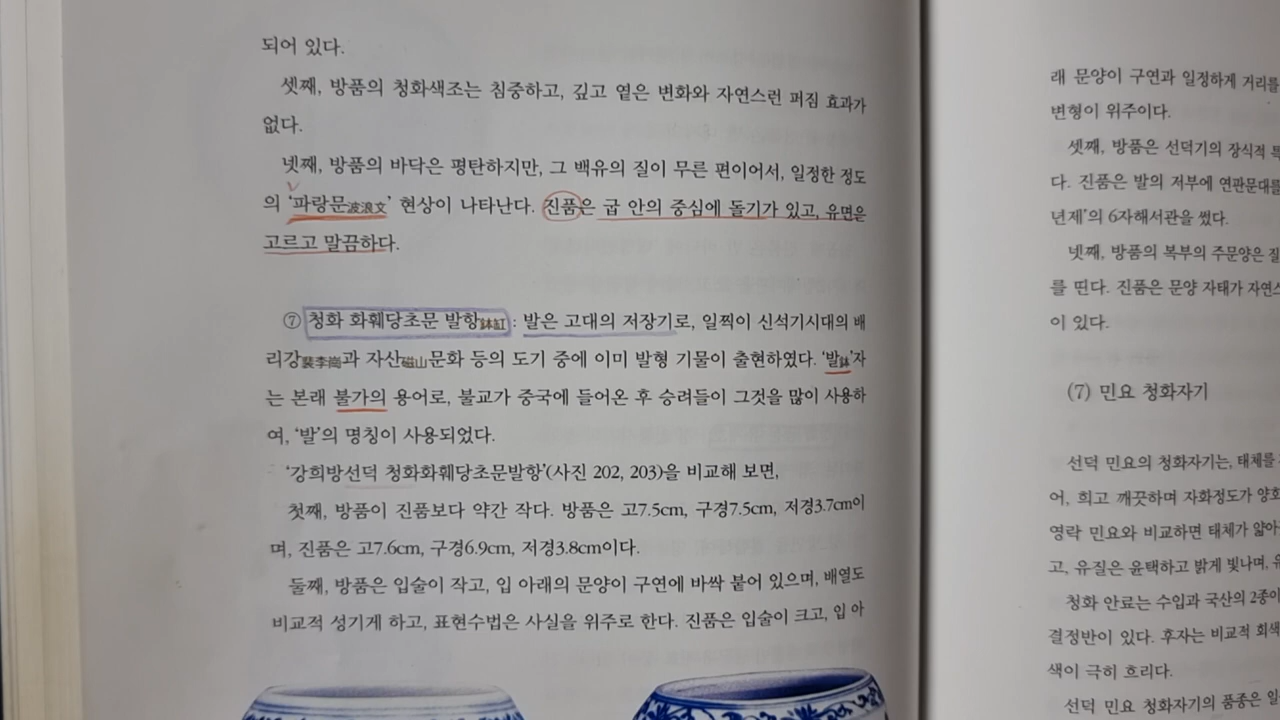 되어 있다.
셋째, 방품의 청화색조는 침중하고, 깊고 옅은 변화와 자연스런 퍼짐 효과가
없다.
넷째, 방품의 바닥은 평탄하지만, 그 백유의 질이 무른 편이어서, 일정한 정도
의 '파랑문波浪文' 현상이 나타난다. 진품은 굽 안의 중심에 돌기가 있고, 유면은
고르고 말끔하다.
⑦ 청화 화훼당초문 발항鉢缸 : 발은 고대의 저장기로, 일찍이 신석기시대의 배
리강裴李崗과 자산磁山문화 등의 도기 중에 이미 발형 기물이 출현하였다. '발鉢'자
는 본래 불가의 용어로, 불교가 중국에 들어온 후 승려들이 그것을 많이 사용하
여, '발'의 명칭이 사용되었다.
'강희방선덕 청화화훼당초문발항'(사진 202, 203)을 비교해 보면,
첫째, 방품이 진품보다 약간 작다. 방품은 고7.5cm, 구경7.5cm, 저경3.7cm이
며, 진품은 고7.6cm, 구경6.9cm, 저경3.8cm이다.
둘째, 방품은 입술이 작고, 입 아래의 문양이 구연에 바싹 붙어 있으며, 배열도
비교적 성기게 하고, 표현수법은 사실을 위주로 한다. 진품은 입술이 크고, 입 아
래 문양이 구연과 일정하게 거리를
변형이 위주이다.
셋째, 방품은 선덕기의 장식적
다. 진품은 발의 저부에 연판문대를
년제'의 6자해서관을 썼다.
넷째, 방품의 복부의 주문양은
를 띤다. 진품은 문양 자태가
이 있다.
(7) 민요 청화자기
선덕 민요의 청화자기는, 태체를
어, 희고 깨끗하며 자화정도가
영락 민요와 비교하면 태체가
고, 유질은 윤택하고 밝게 빛나며,
청화 안료는 수입과 국산의 2종이
결정반이 있다. 후자는 비교적
색이 극히 흐리다.
선덕 민요 청화자기의 품종은